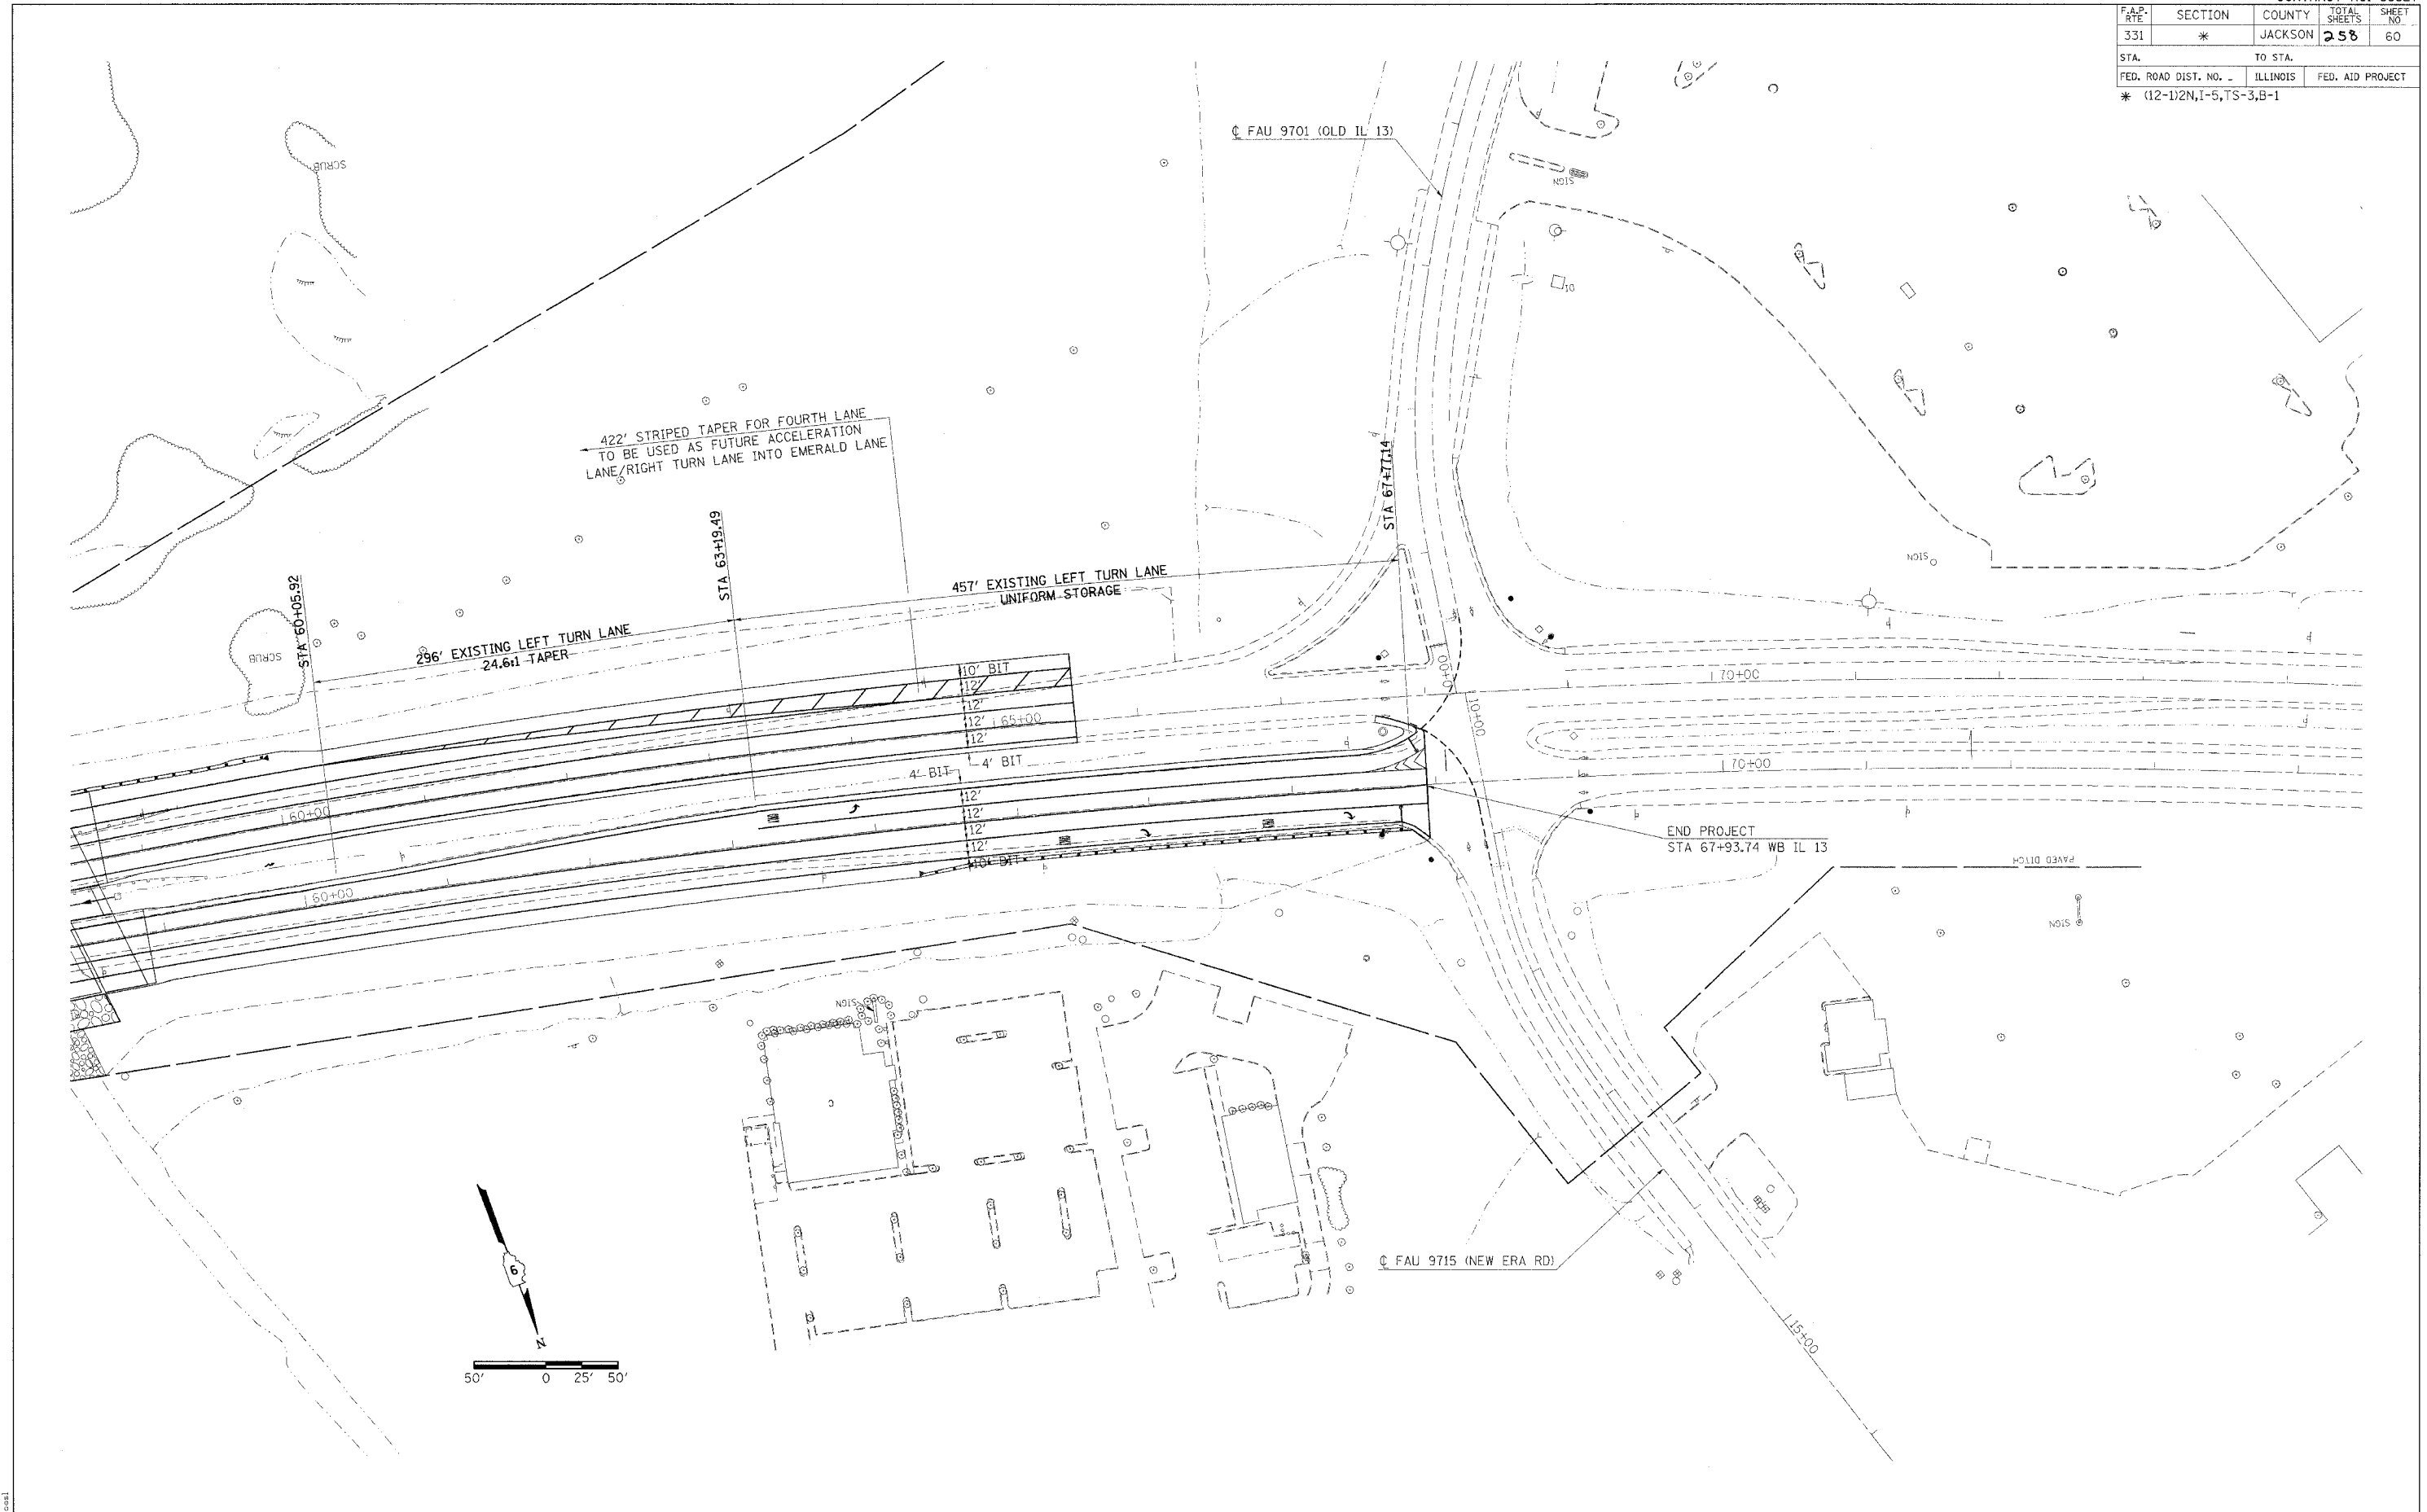 F.A.P. RTE SECTION COUNTY TOTAL SHEETS SHEET NO
331 * JACKSON 258 60
STA. TO STA.
FED. ROAD DIST. NO. _ ILLINOIS FED. AID PROJECT
* (12-1)2N,I-5,TS-3,B-1
℄ FAU 9701 (OLD IL 13)
SCRUB
SIGN
10
422' STRIPED TAPER FOR FOURTH LANE
TO BE USED AS FUTURE ACCELERATION
LANE/RIGHT TURN LANE INTO EMERALD LANE
STA 67+77.14
STA 63+19.49
STA 60+05.92
457' EXISTING LEFT TURN LANE
UNIFORM STORAGE
296' EXISTING LEFT TURN LANE
24.6:1 TAPER
SCRUB
SIGN
10' BIT
12'
12'
12'
12'
65+00
4' BIT
4' BIT
12'
12'
12'
12'
10' BIT
60+00
60+00
70+00
70+00
10+00
END PROJECT
STA 67+93.74 WB IL 13
PAVED DITCH
SIGN
SIGN
℄ FAU 9715 (NEW ERA RD)
15+00
6
N
50' 0 25' 50'